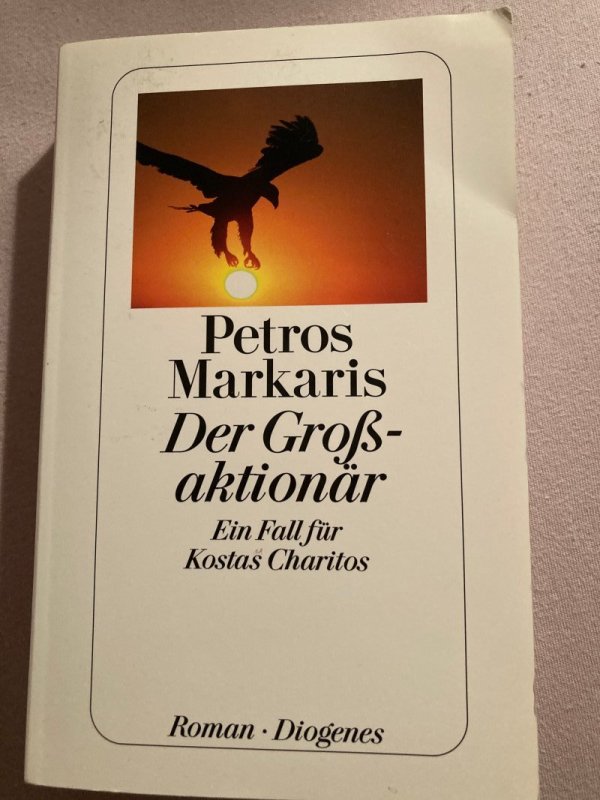 Petros
Markaris
Der Groß-
aktionär
Ein Fall für
Kostas Charitos
Roman · Diogenes